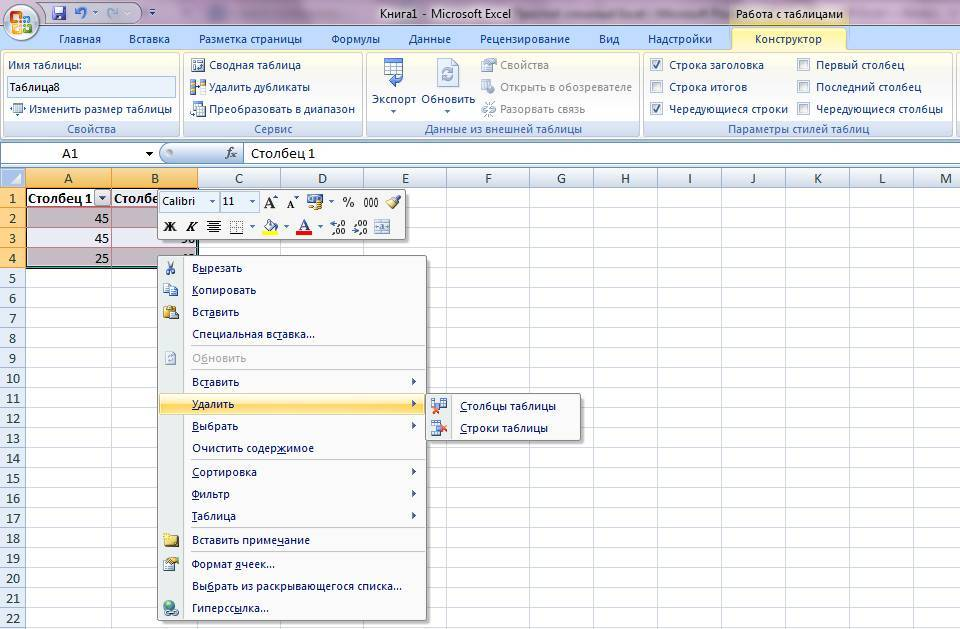 Книга1 - Microsoft Excel
Работа с таблицами
Главная Вставка Разметка страницы Формулы Данные Рецензирование Вид Надстройки Конструктор
Имя таблицы:
Таблица8
Изменить размер таблицы
Свойства
Сводная таблица
Удалить дубликаты
Преобразовать в диапазон
Сервис
Экспорт Обновить
Свойства
Открыть в обозревателе
Разорвать связь
Данные из внешней таблицы
Строка заголовка
Строка итогов
Чередующиеся строки
Первый столбец
Последний столбец
Чередующиеся столбцы
Параметры стилей таблиц
A1 fx Столбец 1
A B C D E F G H I J K L M
1 Столбец 1
2 45
3 45
4 25
5
6
7
8
9
10
11
12
13
14
15
16
17
18
19
20
21
22
Calibri 11 A A % 000
Ж К А ,00 ,00
Вырезать
Копировать
Вставить
Специальная вставка...
Обновить
Вставить
Удалить
Выбрать
Очистить содержимое
Сортировка
Фильтр
Таблица
Вставить примечание
Формат ячеек...
Выбрать из раскрывающегося списка...
Гиперссылка...
Столбцы таблицы
Строки таблицы